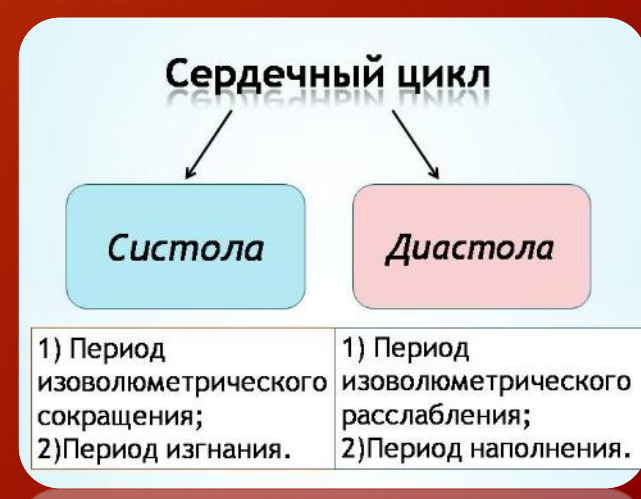 Сердечный цикл
Систола
Диастола
1) Период
изоволюметрического
сокращения;
2)Период изгнания.
1) Период
изоволюметрического
расслабления;
2)Период наполнения.